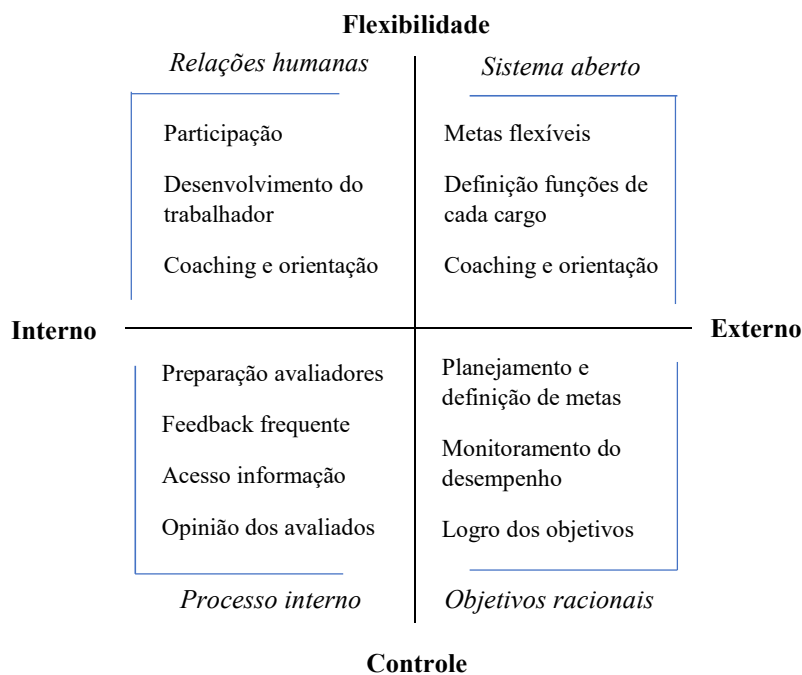 Flexibilidade
Relações humanas
Sistema aberto
Participação
Desenvolvimento do
trabalhador
Coaching e orientação
Metas flexíveis
Definição funções de
cada cargo
Coaching e orientação
Interno
Externo
Preparação avaliadores
Feedback frequente
Acesso informação
Opinião dos avaliados
Planejamento e
definição de metas
Monitoramento do
desempenho
Logro dos objetivos
Processo interno
Objetivos racionais
Controle